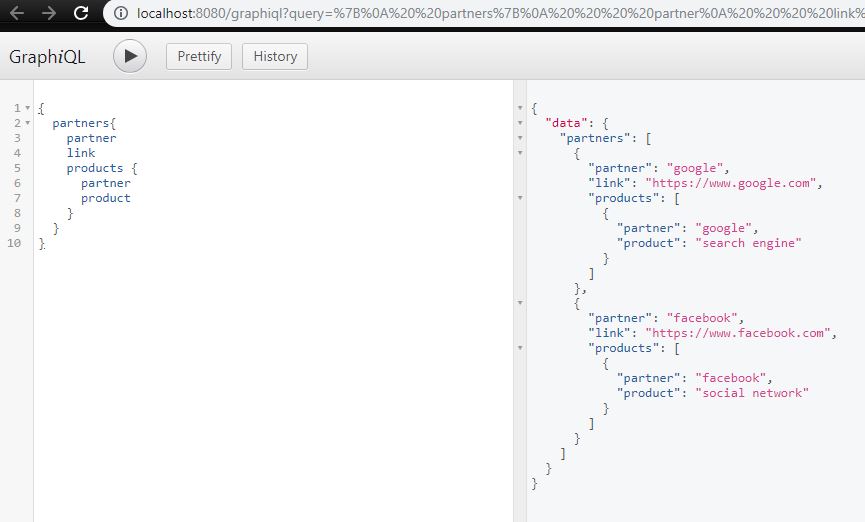 localhost:8080/graphiql?query=%7B%0A%20%20partners%7B%0A%20%20%20%20partner%0A%20%20%20%20link%
GraphiQL
Prettify
History
1 {
2   partners{
3     partner
4     link
5     products {
6       partner
7       product
8     }
9   }
10 }
{
  "data": {
    "partners": [
      {
        "partner": "google",
        "link": "https://www.google.com",
        "products": [
          {
            "partner": "google",
            "product": "search engine"
          }
        ]
      },
      {
        "partner": "facebook",
        "link": "https://www.facebook.com",
        "products": [
          {
            "partner": "facebook",
            "product": "social network"
          }
        ]
      }
    ]
  }
}